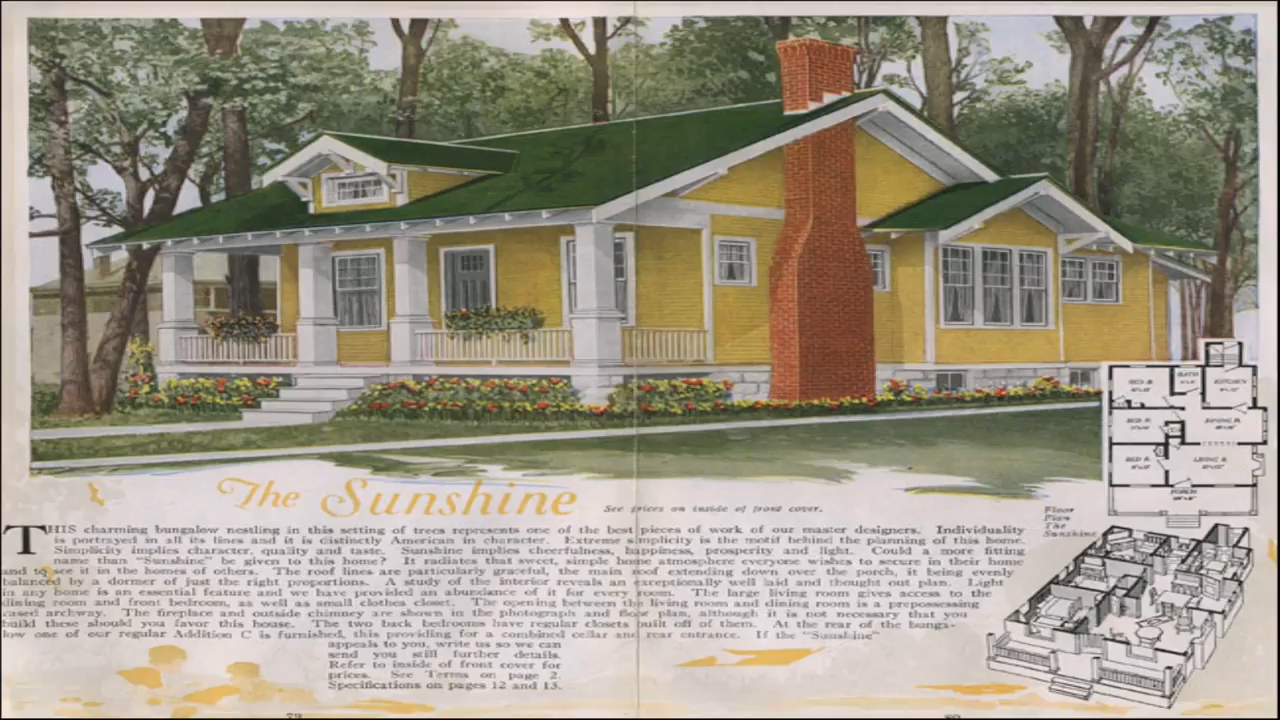 The Sunshine
See prices on inside of front cover.
THIS charming bungalow nestling in this setting of trees represents one of the best pieces of work of our master designers. Individuality
is portrayed in all its lines and it is distinctly American in character. Extreme simplicity is the motif behind the planning of this home.
Simplicity implies character, quality and taste. Sunshine implies cheerfulness, happiness, prosperity and light. Could a more fitting
name than "Sunshine" be given to this home? It radiates that sweet, simple home atmosphere everyone wishes to secure in their home
and to see it in the homes of others. The roof lines are particularly graceful, the main roof extending down over the porch, it being evenly
balanced by a dormer of just the right proportions. A study of the interior reveals an exceptionally well laid and thought out plan. Light
in any home is an essential feature and we have provided an abundance of it for every room. The large living room gives access to the
dining room and front bedroom, as well as small clothes closet. The opening between the living room and dining room is a prepossessing
cased archway. The fireplace and outside chimney are shown in the photograph and floor plan, although it is not necessary that you
build these should you favor this house. The two back bedrooms have regular closets built off of them. At the rear of the bunga-
low one of our regular Addition C is furnished, this providing for a combined cellar and rear entrance. If the "Sunshine"
appeals to you, write us so we can
send you still further details.
Refer to inside of front cover for
prices. See Terms on page 2.
Specifications on pages 12 and 13.
Floor
Plan
The
Sunshine
BED R.
BATH
KITCHEN
BED R.
DINING R.
BED R.
LIVING R.
PORCH